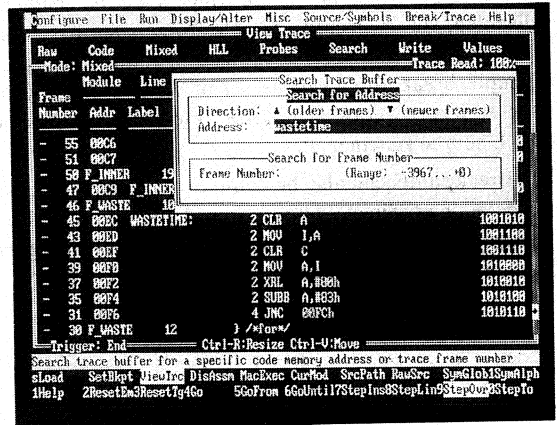 Configure File Run Display/Alter Misc Source/Symbols Break/Trace Help
View Trace
Raw Code Mixed HLL Probes Search Write Values
Mode: Mixed Trace Read: 100%
Module Line
Frame
Number Addr Label
Search Trace Buffer
Search for Address
Direction: ▲ (older frames) ▼ (newer frames)
Address: wastetime
Search for Frame Number
Frame Number: (Range: -3967...+0)
- 55 00C6
- 51 00C7
- 50 F_INNER 19
- 47 00C9 F_INNER
- 46 F_WASTE 10
- 45 00EC WASTETIME: 2 CLR A 1001010
- 43 00ED 2 MOV I,A 1001100
- 41 00EF 2 CLR C 1001110
- 39 00F0 2 MOV A,I 1010000
- 37 00F2 2 XRL A,#80h 1010100
- 35 00F4 2 SUBB A,#83h 1010100
- 31 00F6 4 JNC 00FCh 1010110
- 30 F_WASTE 12 } /*for*/
Trigger: End Ctrl-R:Resize Ctrl-V:Move
Search trace buffer for a specific code memory address or trace frame number
sLoad SetBkpt ViewTrc DisAssm MacExec CurMod SrcPath RawSrc SymGlob1SymAlph
1Help 2ResetEm3ResetTg4Go 5GoFrom 6GoUntil7StepIns8StepLin9StepOvr0StepTo